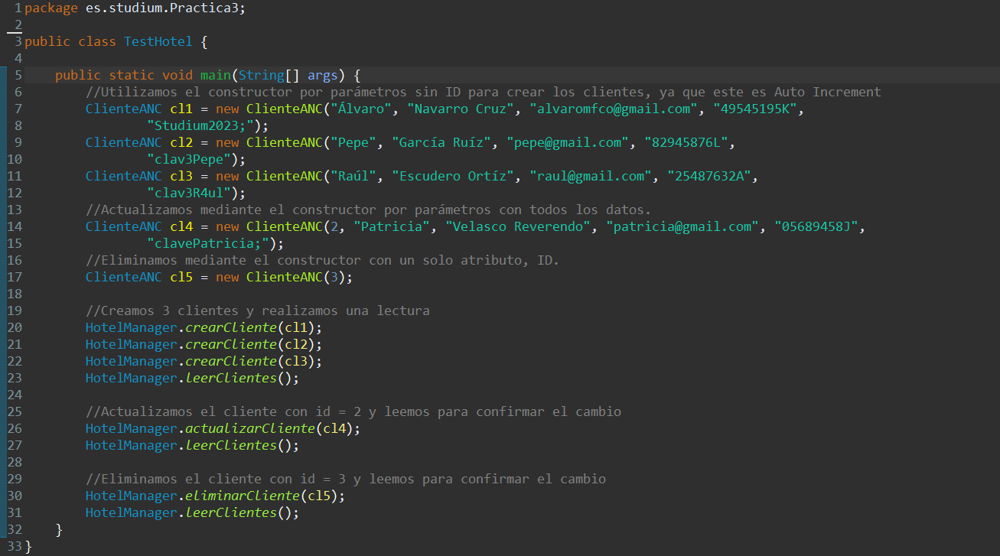 1 package es.studium.Practica3;
2
3 public class TestHotel {
4
5     public static void main(String[] args) {
6         //Utilizamos el constructor por parámetros sin ID para crear los clientes, ya que este es Auto Increment
7         ClienteANC cl1 = new ClienteANC("Álvaro", "Navarro Cruz", "alvaromfco@gmail.com", "49545195K",
8                 "Studium2023;");
9         ClienteANC cl2 = new ClienteANC("Pepe", "García Ruíz", "pepe@gmail.com", "82945876L",
10                 "clav3Pepe");
11         ClienteANC cl3 = new ClienteANC("Raúl", "Escudero Ortíz", "raul@gmail.com", "25487632A",
12                 "clav3R4ul");
13         //Actualizamos mediante el constructor por parámetros con todos los datos.
14         ClienteANC cl4 = new ClienteANC(2, "Patricia", "Velasco Reverendo", "patricia@gmail.com", "05689458J",
15                 "clavePatricia;");
16         //Eliminamos mediante el constructor con un solo atributo, ID.
17         ClienteANC cl5 = new ClienteANC(3);
18
19         //Creamos 3 clientes y realizamos una lectura
20         HotelManager.crearCliente(cl1);
21         HotelManager.crearCliente(cl2);
22         HotelManager.crearCliente(cl3);
23         HotelManager.leerClientes();
24
25         //Actualizamos el cliente con id = 2 y leemos para confirmar el cambio
26         HotelManager.actualizarCliente(cl4);
27         HotelManager.leerClientes();
28
29         //Eliminamos el cliente con id = 3 y leemos para confirmar el cambio
30         HotelManager.eliminarCliente(cl5);
31         HotelManager.leerClientes();
32     }
33 }